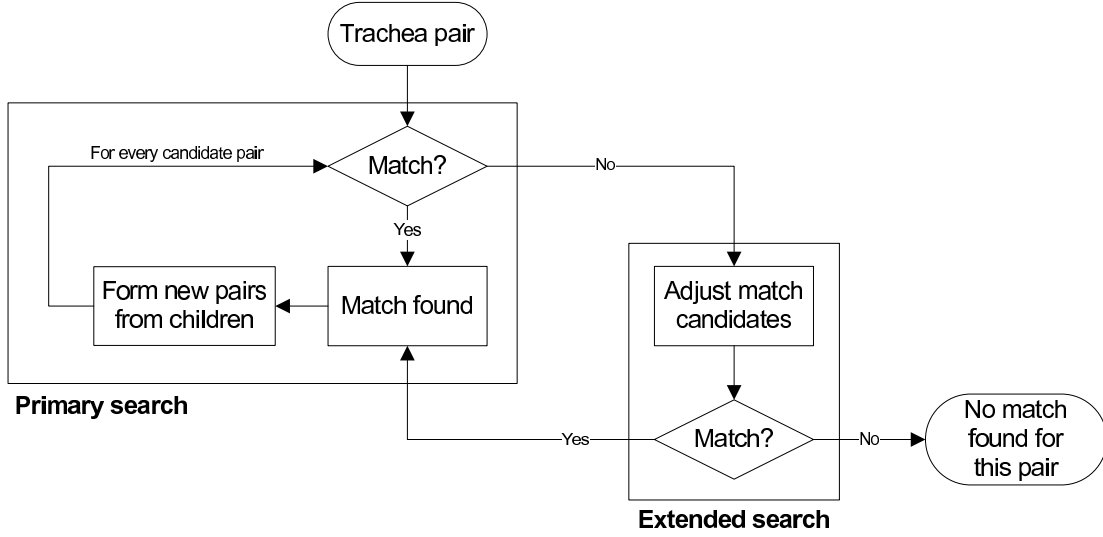 Trachea pair
For every candidate pair
Match?
No
Yes
Form new pairs
from children
Match found
Adjust match
candidates
Primary search
Yes
Match?
No
No match
found for
this pair
Extended search